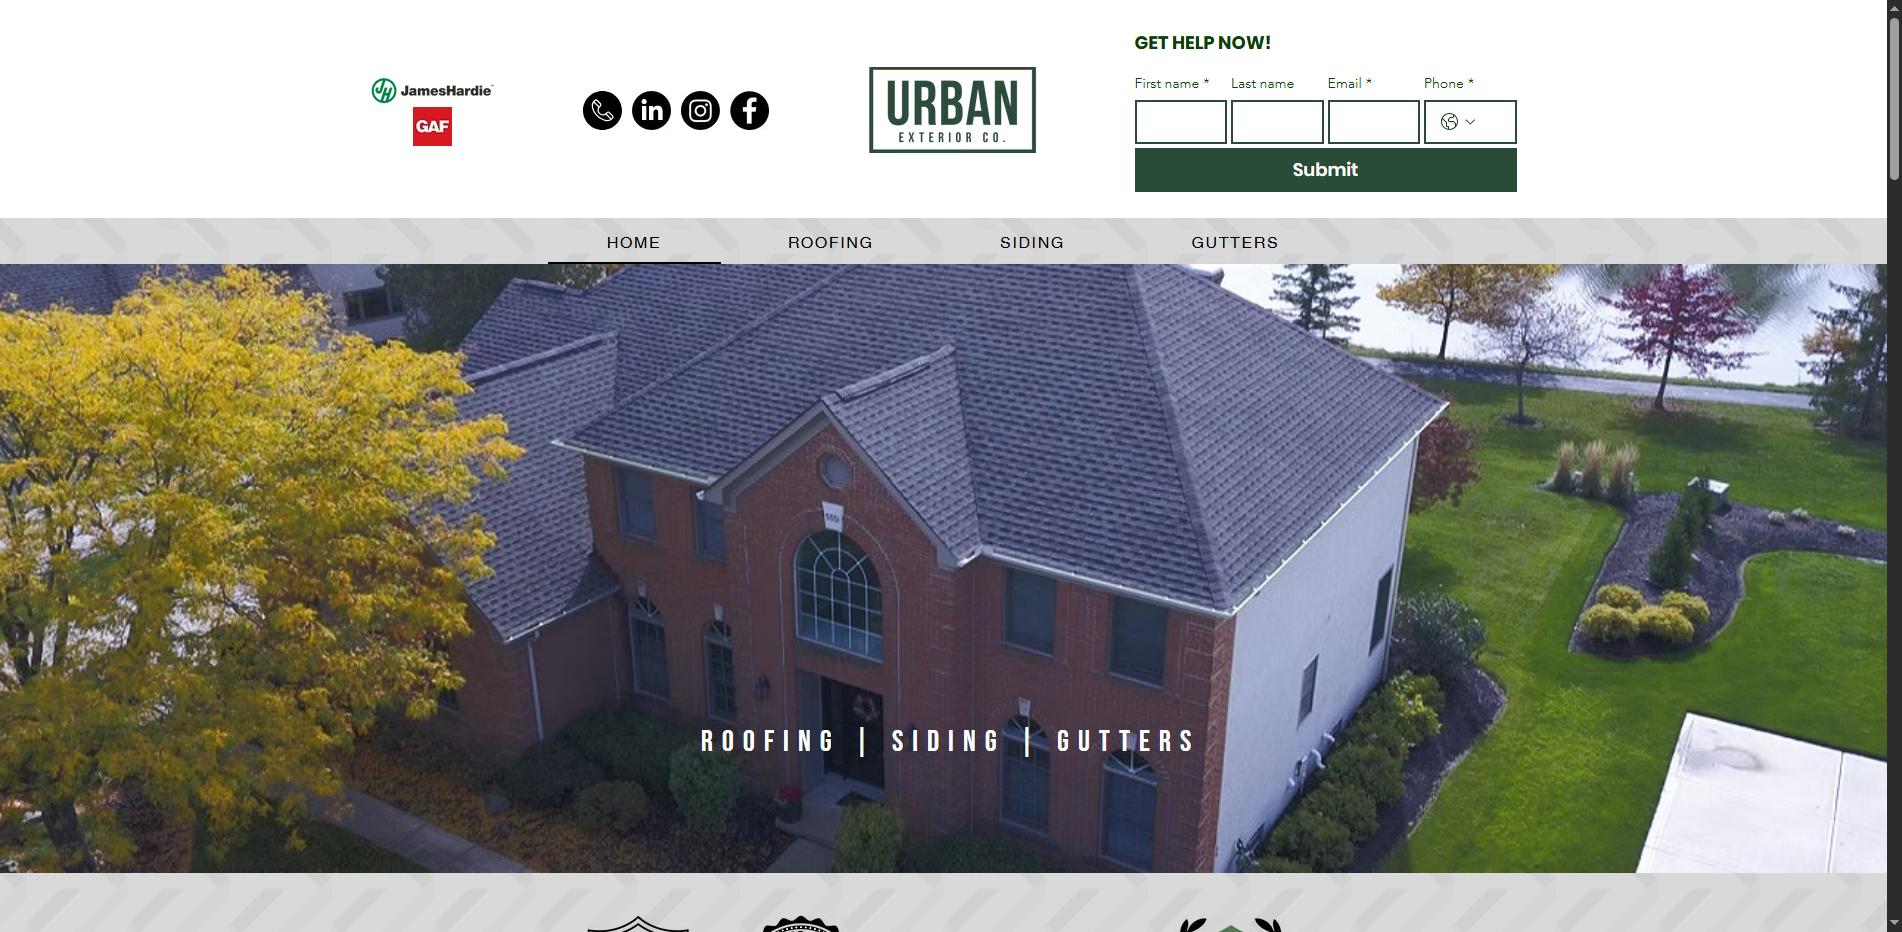 JamesHardie
GAF
URBAN
EXTERIOR CO.
GET HELP NOW!
First name * Last name Email * Phone *
Submit
HOME ROOFING SIDING GUTTERS
ROOFING | SIDING | GUTTERS